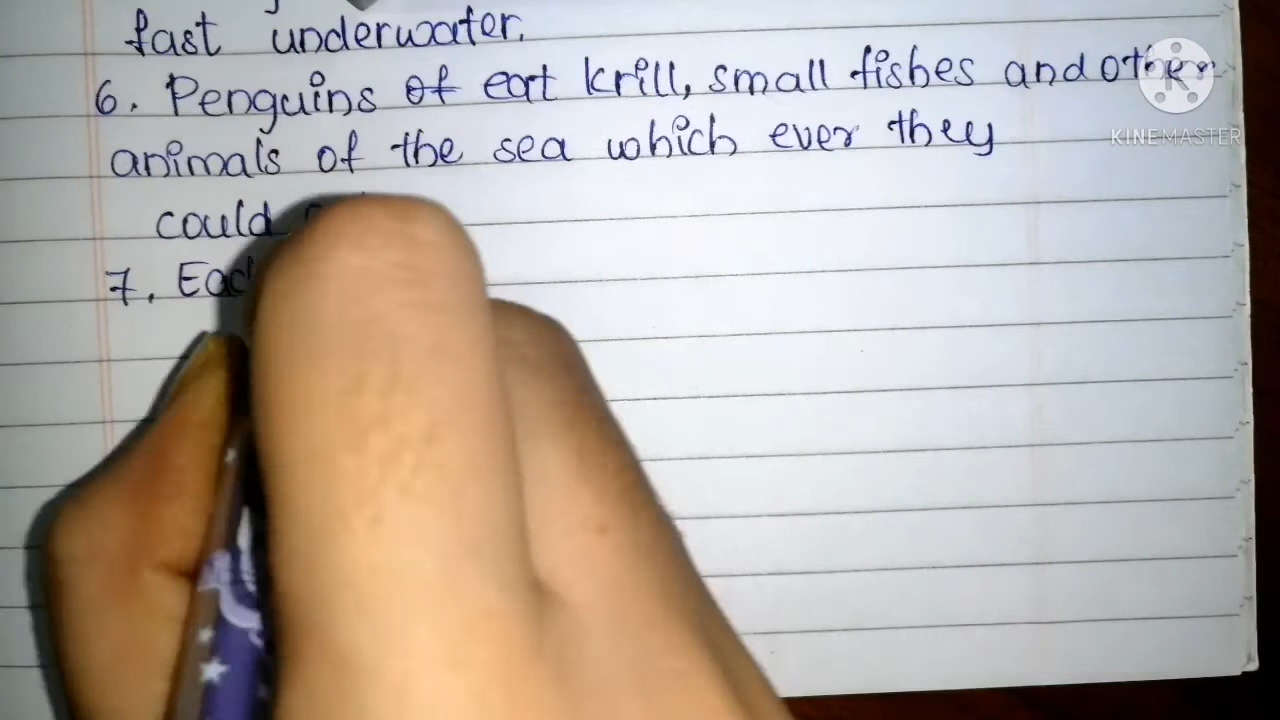 fast underwater.
6. Penguins of eat krill, small fishes and other
animals of the sea which ever they
could
7. Each
KINEMASTER